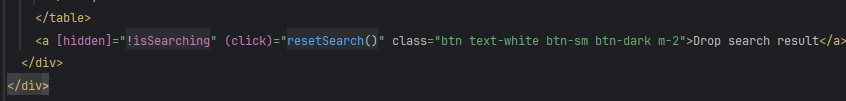 </table>
<a [hidden]="!isSearching" (click)="resetSearch()" class="btn text-white btn-sm btn-dark m-2">Drop search result</a>
</div>
</div>